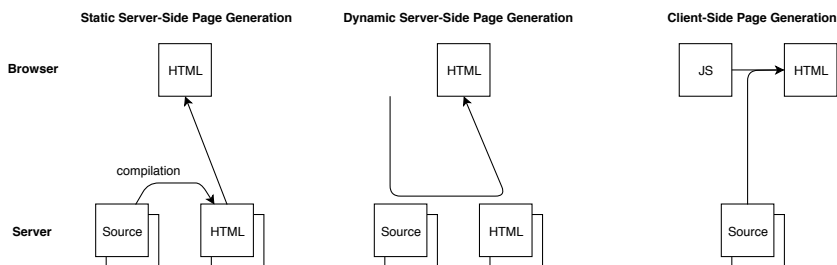 Static Server-Side Page Generation
Dynamic Server-Side Page Generation
Client-Side Page Generation
Browser
HTML
HTML
JS
HTML
compilation
Server
Source
HTML
Source
HTML
Source